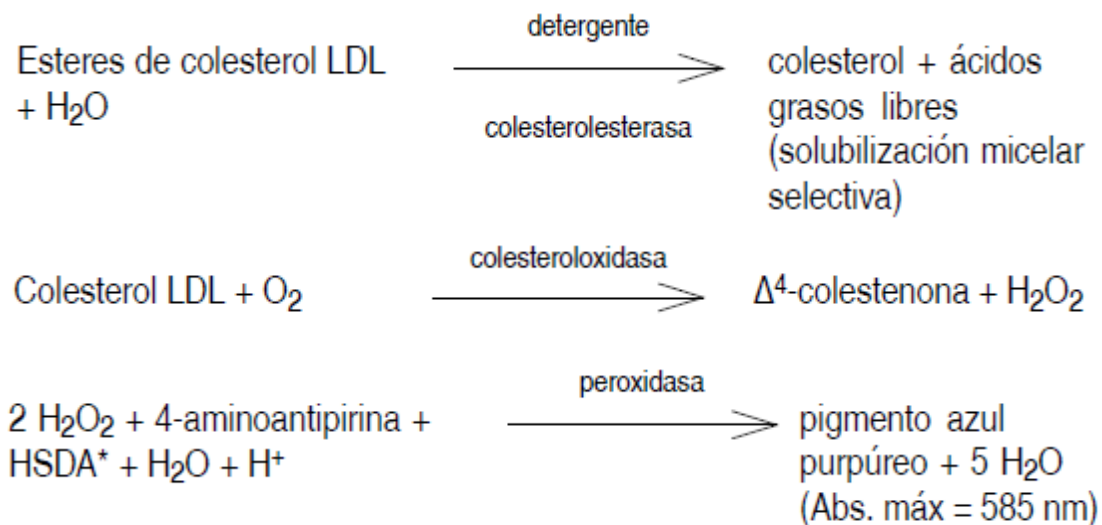 detergente
Esteres de colesterol LDL
+ H₂O
colesterolesterasa
colesterol + ácidos
grasos libres
(solubilización micelar
selectiva)
colesteroloxidasa
Colesterol LDL + O₂
Δ⁴-colestenona + H₂O₂
peroxidasa
2 H₂O₂ + 4-aminoantipirina +
HSDA* + H₂O + H⁺
pigmento azul
purpúreo + 5 H₂O
(Abs. máx = 585 nm)